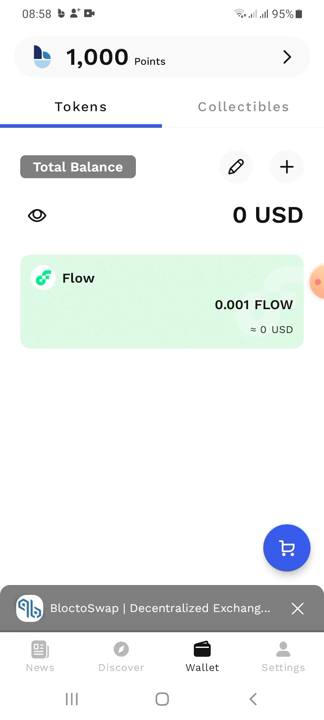 08:58 95%
1,000 Points
Tokens Collectibles
Total Balance
0 USD
Flow
0.001 FLOW
≈ 0 USD
BloctoSwap | Decentralized Exchang...
News Discover Wallet Settings